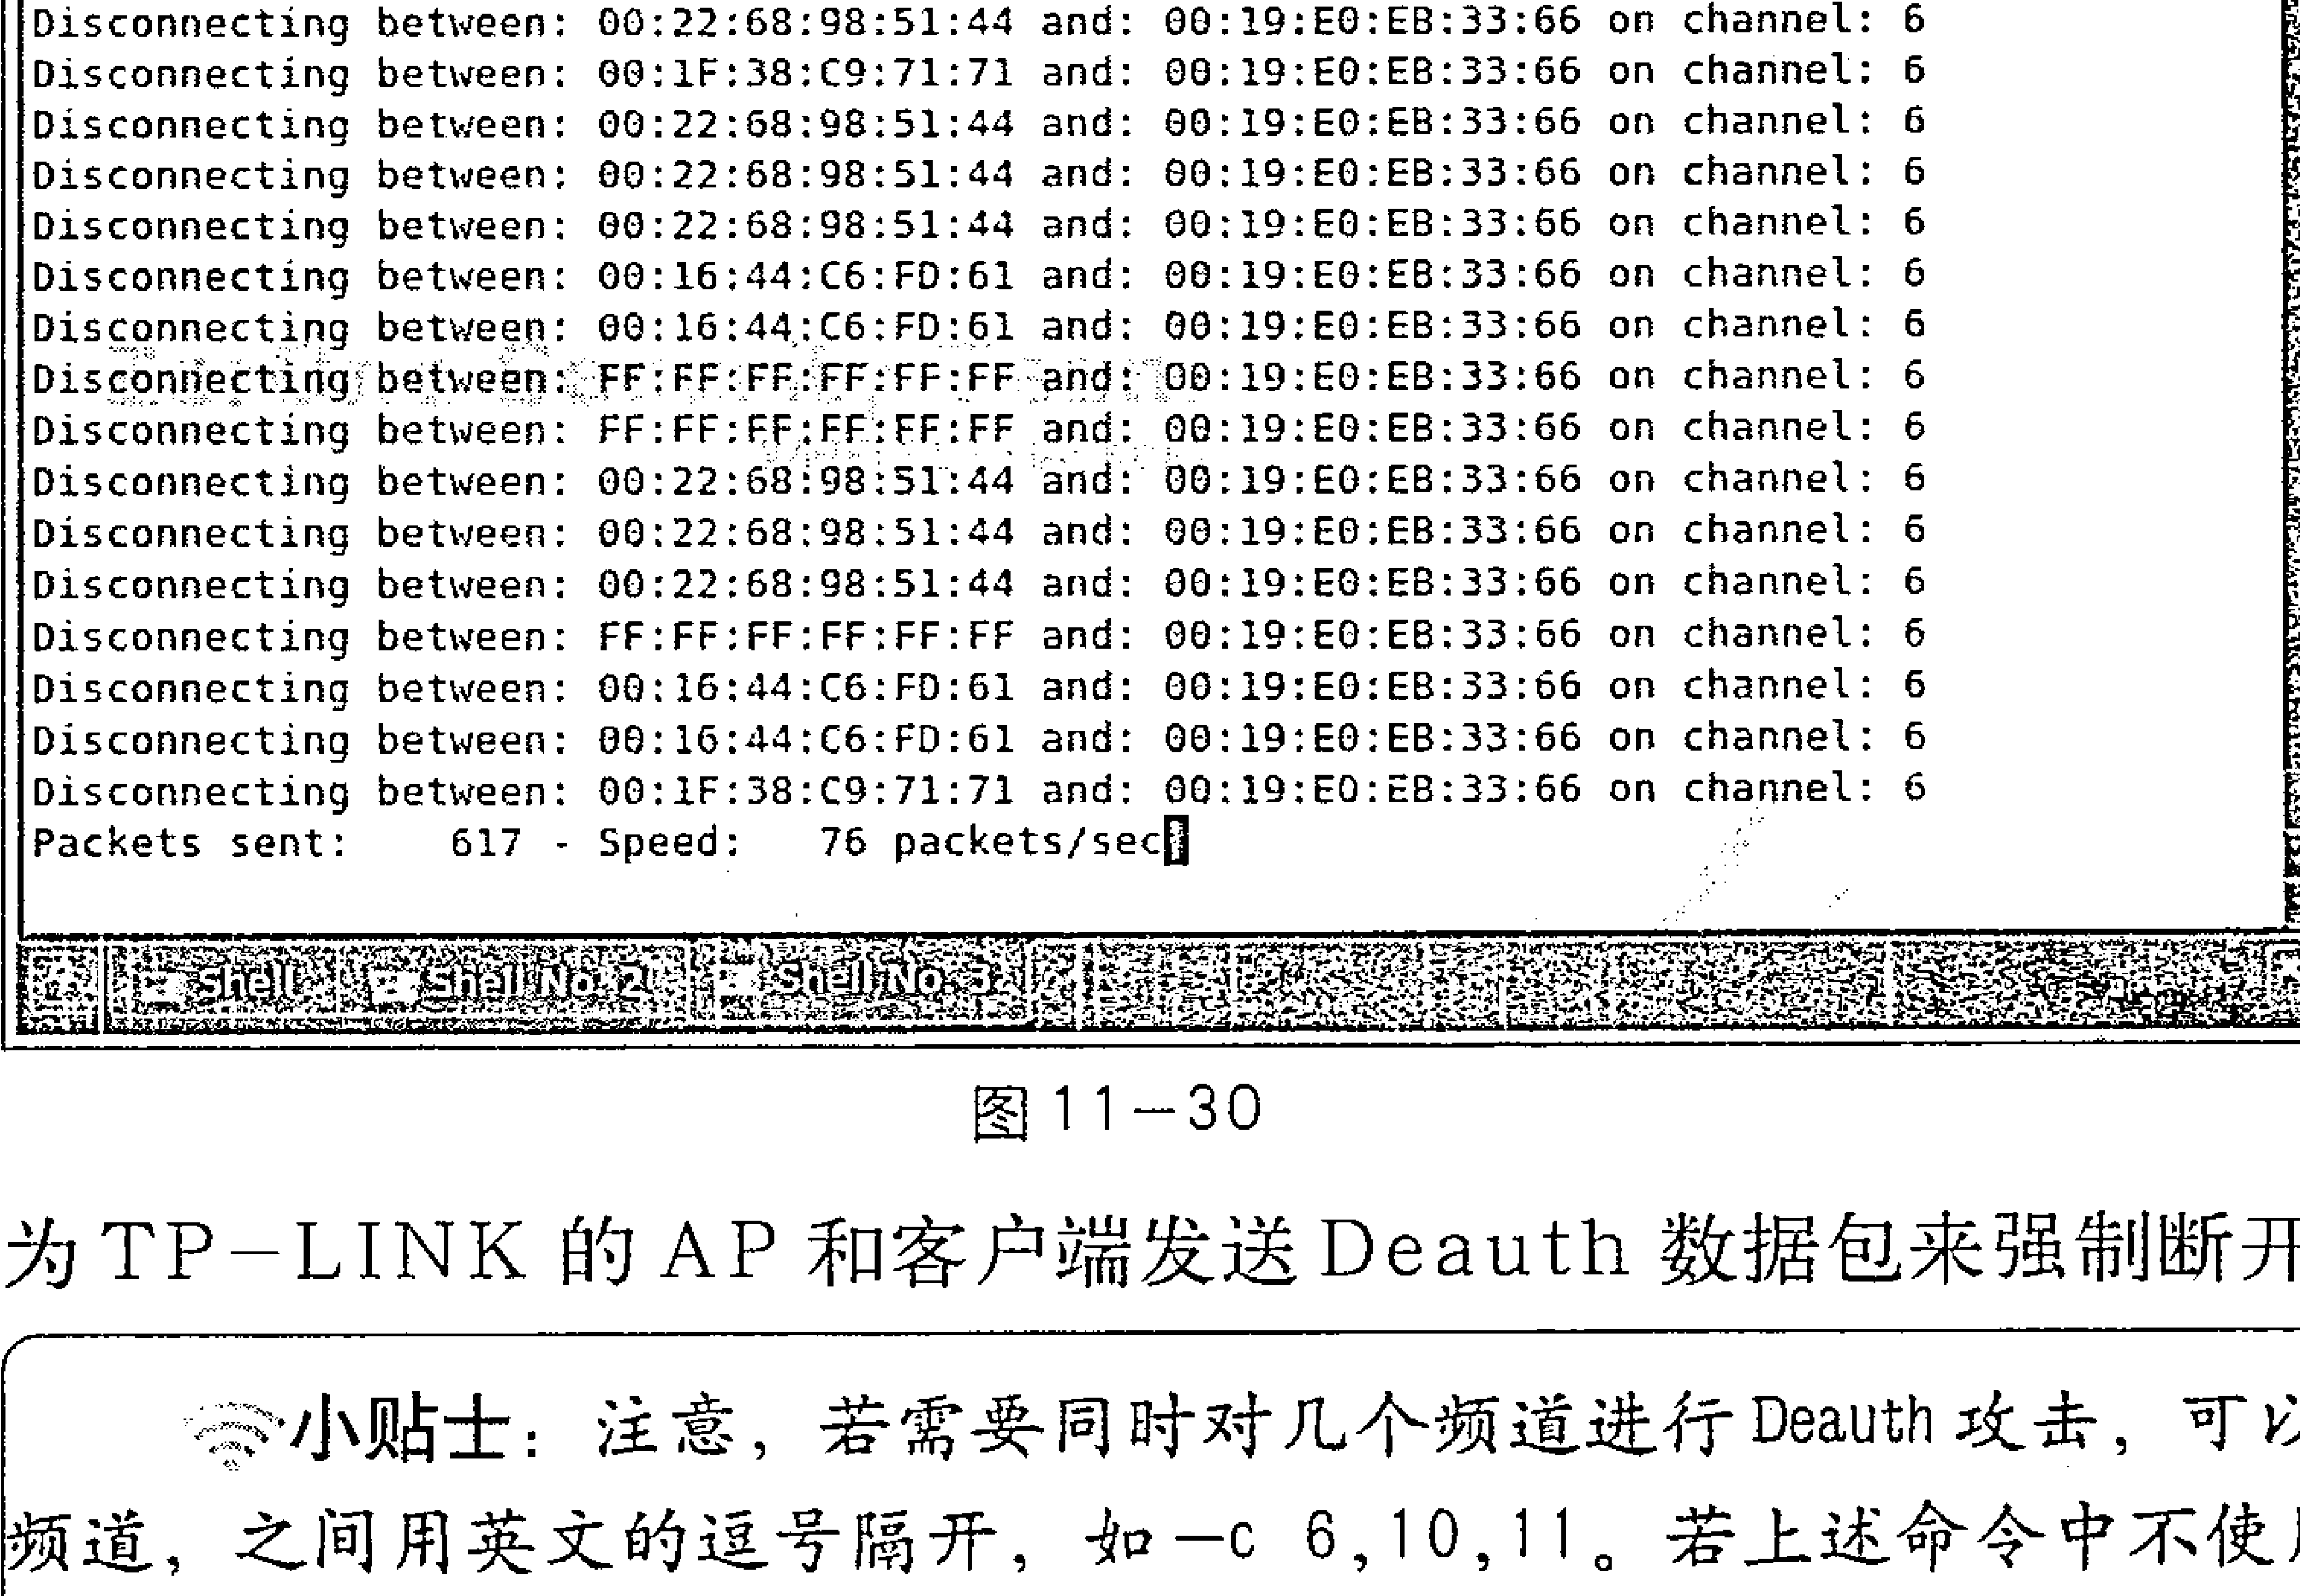 Disconnecting between: 00:22:68:98:51:44 and: 00:19:E0:EB:33:66 on channel: 6
Disconnecting between: 00:1F:38:C9:71:71 and: 00:19:E0:EB:33:66 on channel: 6
Disconnecting between: 00:22:68:98:51:44 and: 00:19:E0:EB:33:66 on channel: 6
Disconnecting between: 00:22:68:98:51:44 and: 00:19:E0:EB:33:66 on channel: 6
Disconnecting between: 00:22:68:98:51:44 and: 00:19:E0:EB:33:66 on channel: 6
Disconnecting between: 00:16:44:C6:FD:61 and: 00:19:E0:EB:33:66 on channel: 6
Disconnecting between: 00:16:44:C6:FD:61 and: 00:19:E0:EB:33:66 on channel: 6
Disconnecting between: FF:FF:FF:FF:FF:FF and: 00:19:E0:EB:33:66 on channel: 6
Disconnecting between: FF:FF:FF:FF:FF:FF and: 00:19:E0:EB:33:66 on channel: 6
Disconnecting between: 00:22:68:98:51:44 and: 00:19:E0:EB:33:66 on channel: 6
Disconnecting between: 00:22:68:98:51:44 and: 00:19:E0:EB:33:66 on channel: 6
Disconnecting between: 00:22:68:98:51:44 and: 00:19:E0:EB:33:66 on channel: 6
Disconnecting between: FF:FF:FF:FF:FF:FF and: 00:19:E0:EB:33:66 on channel: 6
Disconnecting between: 00:16:44:C6:FD:61 and: 00:19:E0:EB:33:66 on channel: 6
Disconnecting between: 00:16:44:C6:FD:61 and: 00:19:E0:EB:33:66 on channel: 6
Disconnecting between: 00:1F:38:C9:71:71 and: 00:19:E0:EB:33:66 on channel: 6
Packets sent: 617 - Speed: 76 packets/sec
Shell Shell No. 2 Shell No. 3
图 11-30
为 TP-LINK 的 AP 和客户端发送 Deauth 数据包来强制断开
小贴士：注意，若需要同时对几个频道进行 Deauth 攻击，可以
频道，之间用英文的逗号隔开，如 -c 6,10,11。若上述命令中不使